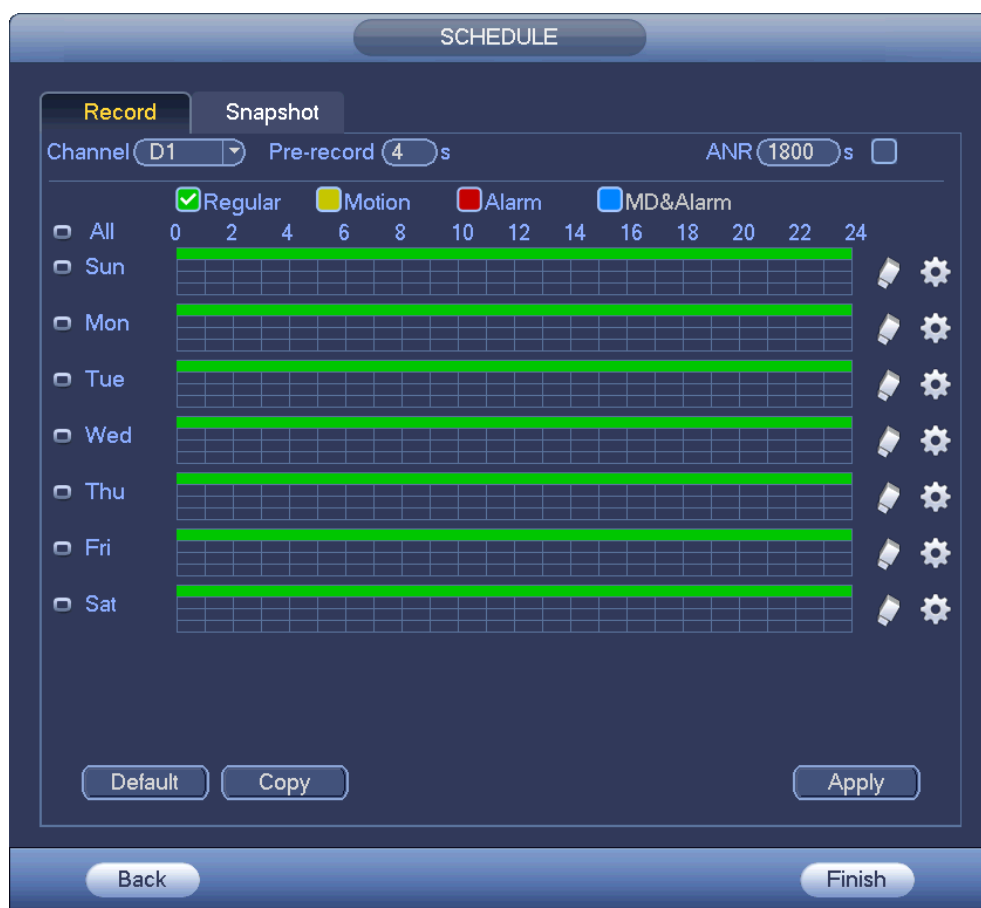 SCHEDULE
Record Snapshot
Channel D1 Pre-record 4 s ANR 1800 s
Regular Motion Alarm MD&Alarm
All 0 2 4 6 8 10 12 14 16 18 20 22 24
Sun
Mon
Tue
Wed
Thu
Fri
Sat
Default Copy Apply
Back Finish